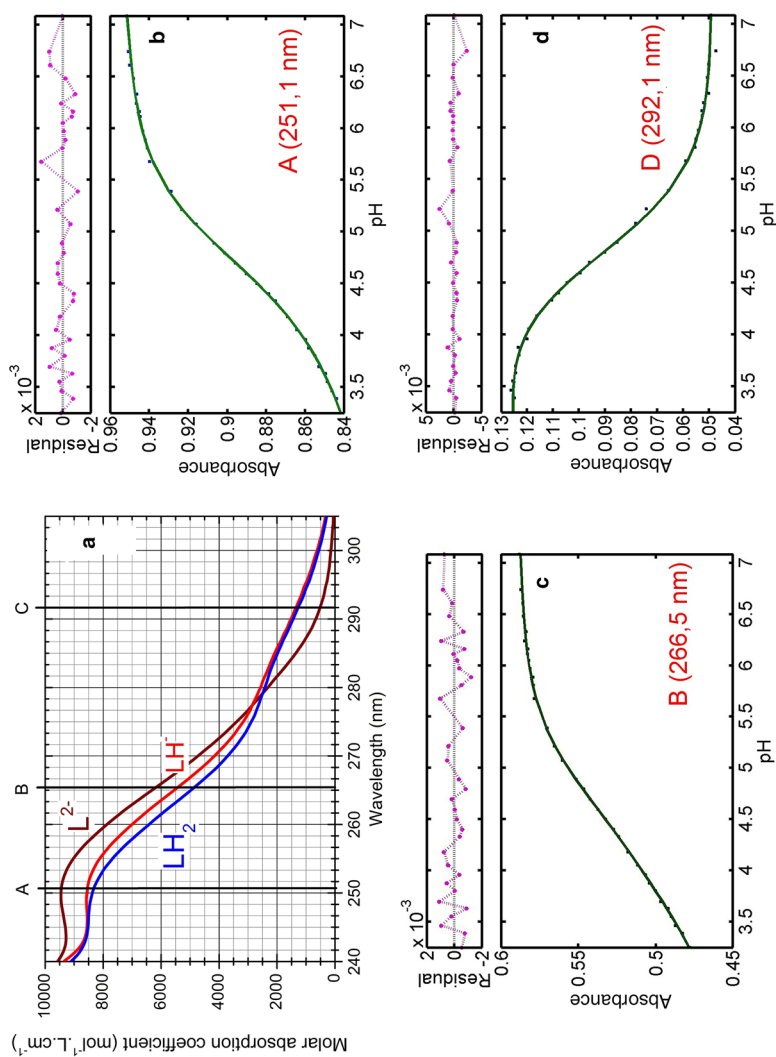 a
A
B
C
L2-
LH-
LH2
10000
8000
6000
4000
2000
0
Molar absorption coefficient (mol-1.L.cm-1)
240
250
260
270
280
290
300
Wavelength (nm)
x 10-3
2
0
-2
Residual
b
A (251,1 nm)
0.96
0.94
0.92
0.9
0.88
0.86
0.84
Absorbance
3.5
4
4.5
5
5.5
6
6.5
7
pH
x 10-3
2
0
-2
Residual
c
B (266,5 nm)
0.6
0.55
0.5
0.45
Absorbance
3.5
4
4.5
5
5.5
6
6.5
7
pH
x 10-3
5
0
-5
Residual
d
D (292,1 nm)
0.13
0.12
0.11
0.1
0.09
0.08
0.07
0.06
0.05
0.04
Absorbance
3.5
4
4.5
5
5.5
6
6.5
7
pH